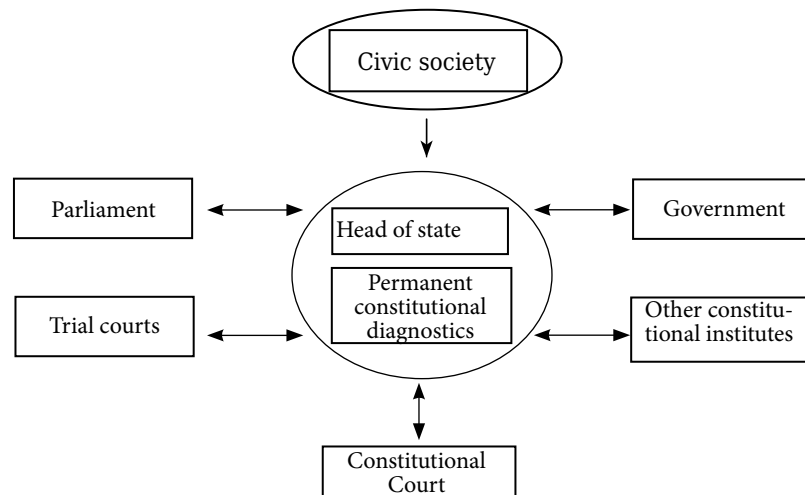 Civic society
Parliament
Head of state
Government
Permanent
constitutional
diagnostics
Trial courts
Other constitu-
tional institutes
Constitutional
Court